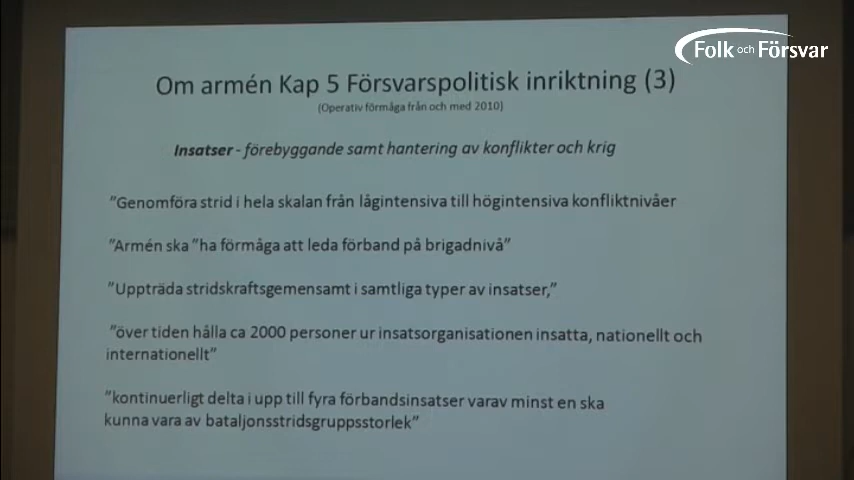 Folk och Försvar
Om armén Kap 5 Försvarspolitisk inriktning (3)
(Operativ förmåga från och med 2010)
Insatser - förebyggande samt hantering av konflikter och krig
"Genomföra strid i hela skalan från lågintensiva till högintensiva konfliktnivåer
"Armén ska "ha förmåga att leda förband på brigadnivå"
"Uppträda stridskraftsgemensamt i samtliga typer av insatser,"
"över tiden hålla ca 2000 personer ur insatsorganisationen insatta, nationellt och
internationellt"
"kontinuerligt delta i upp till fyra förbandsinsatser varav minst en ska
kunna vara av bataljonsstridsgruppsstorlek"